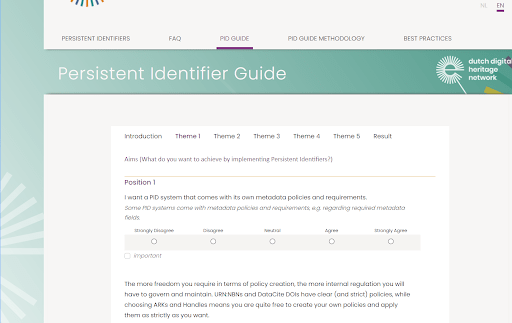 NL EN
PERSISTENT IDENTIFIERS FAQ PID GUIDE PID GUIDE METHODOLOGY BEST PRACTICES
Persistent Identifier Guide
dutch digita
heritage
network
Introduction Theme 1 Theme 2 Theme 3 Theme 4 Theme 5 Result
Aims (What do you want to achieve by implementing Persistent Identifiers?)
Position 1
I want a PID system that comes with its own metadata policies and requirements.
Some PID systems come with metadata policies and requirements, e.g. regarding required metadata
fields.
Strongly Disagree Disagree Neutral Agree Strongly Agree
Important
The more freedom you require in terms of policy creation, the more internal regulation you will
have to govern and maintain. URN:NBNs and DataCite DOIs have clear (and strict) policies, while
choosing ARKs and Handles means you are quite free to create your own policies and apply
them as strictly as you want.